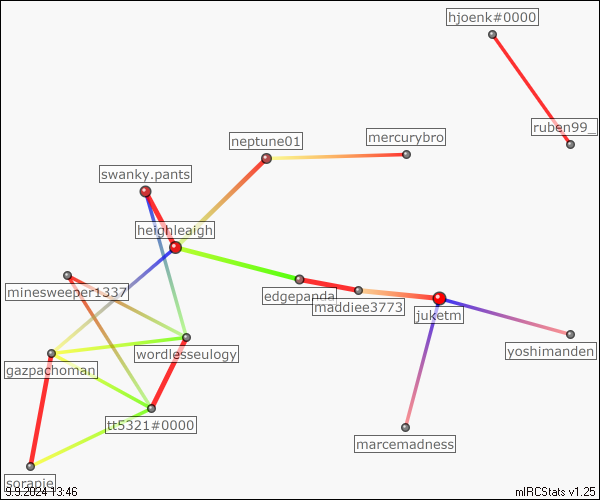 hjoenk#0000
ruben99_
mercurybro
neptune01
swanky.pants
heighleaigh
edgepanda
minesweeper1337
maddiee3773
juketm
yoshimanden
wordlesseulogy
gazpachoman
tt5321#0000
marcemadness
sorapie
9.9.2024 13:46
mIRCStats v1.25